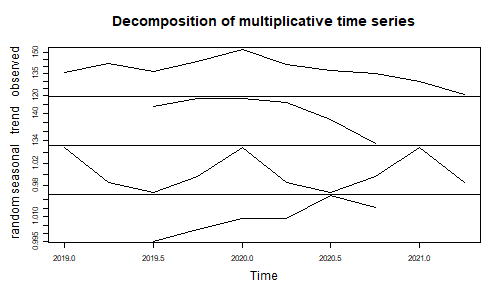 Decomposition of multiplicative time series
observed
120
135
150
trend
134
140
seasonal
0.98
1.02
random
0.995
1.010
2019.0
2019.5
2020.0
2020.5
2021.0
Time